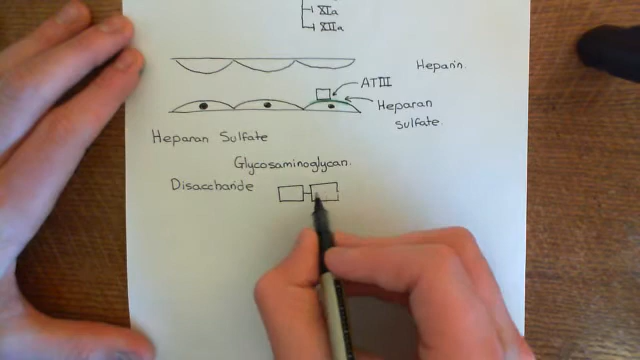 XIa
XIIa
Heparin.
ATIII
Heparan
sulfate.
Heparan Sulfate
Glycosaminoglycan.
Disaccharide